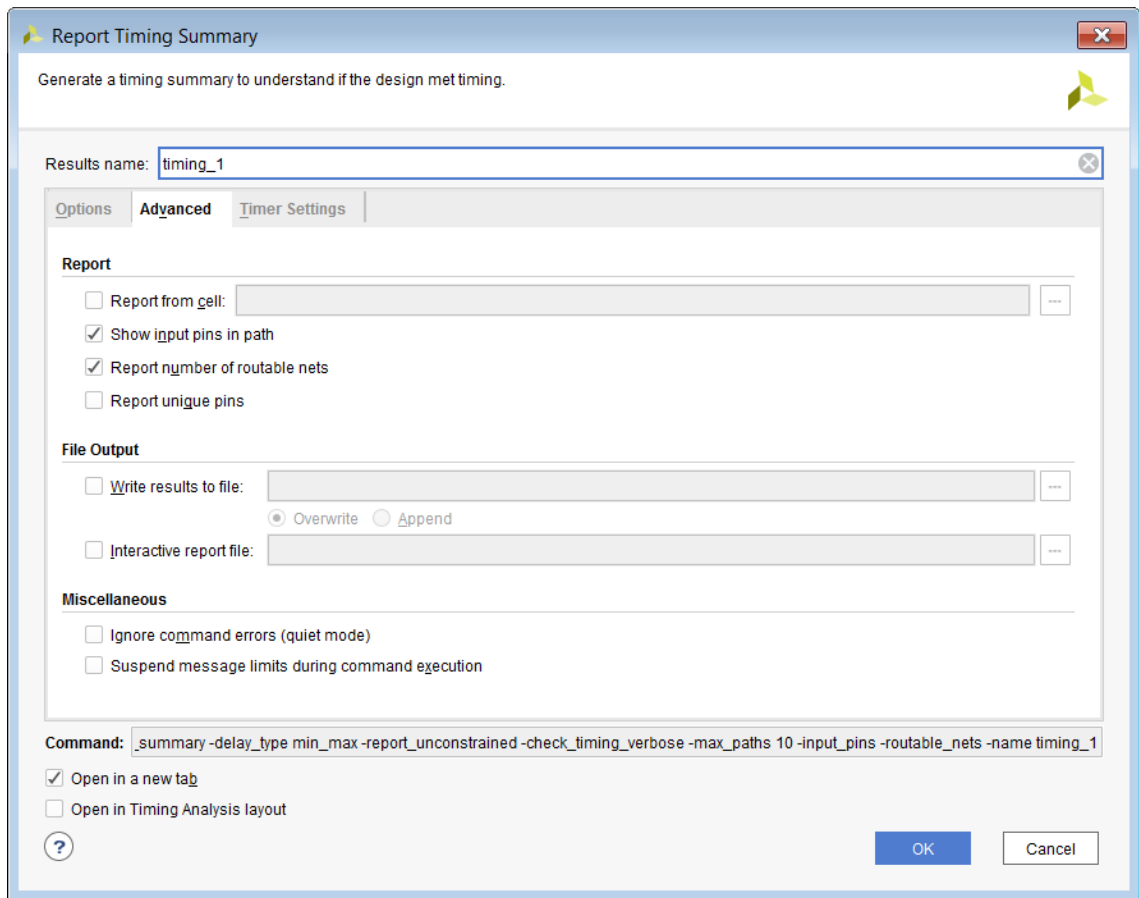 Report Timing Summary
Generate a timing summary to understand if the design met timing.
Results name: timing_1
Options Advanced Timer Settings
Report
Report from cell: ...
Show input pins in path
Report number of routable nets
Report unique pins
File Output
Write results to file: ...
Overwrite Append
Interactive report file: ...
Miscellaneous
Ignore command errors (quiet mode)
Suspend message limits during command execution
Command: _summary -delay_type min_max -report_unconstrained -check_timing_verbose -max_paths 10 -input_pins -routable_nets -name timing_1
Open in a new tab
Open in Timing Analysis layout
? OK Cancel